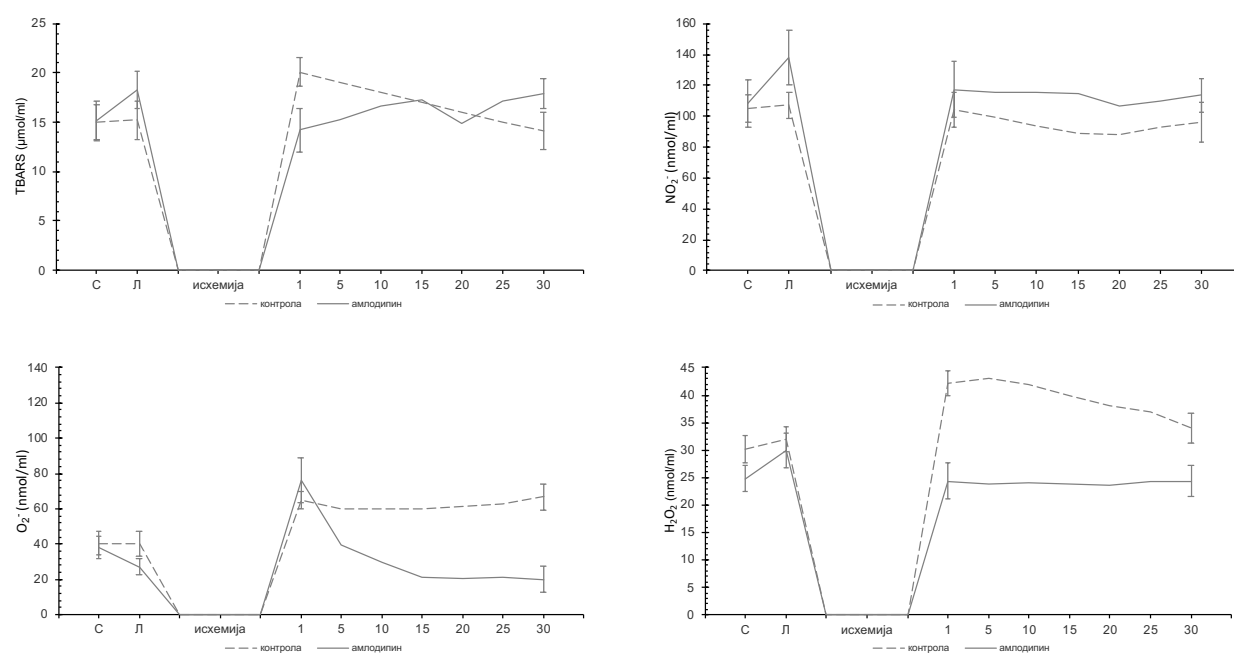 25
20
15
10
5
0
TBARS (μmol/ml)
С Л исхемија 1 5 10 15 20 25 30
контрола амлодипин
160
140
120
100
80
60
40
20
0
NO₂⁻ (nmol/ml)
С Л исхемија 1 5 10 15 20 25 30
контрола амлодипин
140
120
100
80
60
40
20
0
O₂⁻ (nmol/ml)
С Л исхемија 1 5 10 15 20 25 30
контрола амлодипин
45
40
35
30
25
20
15
10
5
0
H₂O₂ (nmol/ml)
С Л исхемија 1 5 10 15 20 25 30
контрола амлодипин